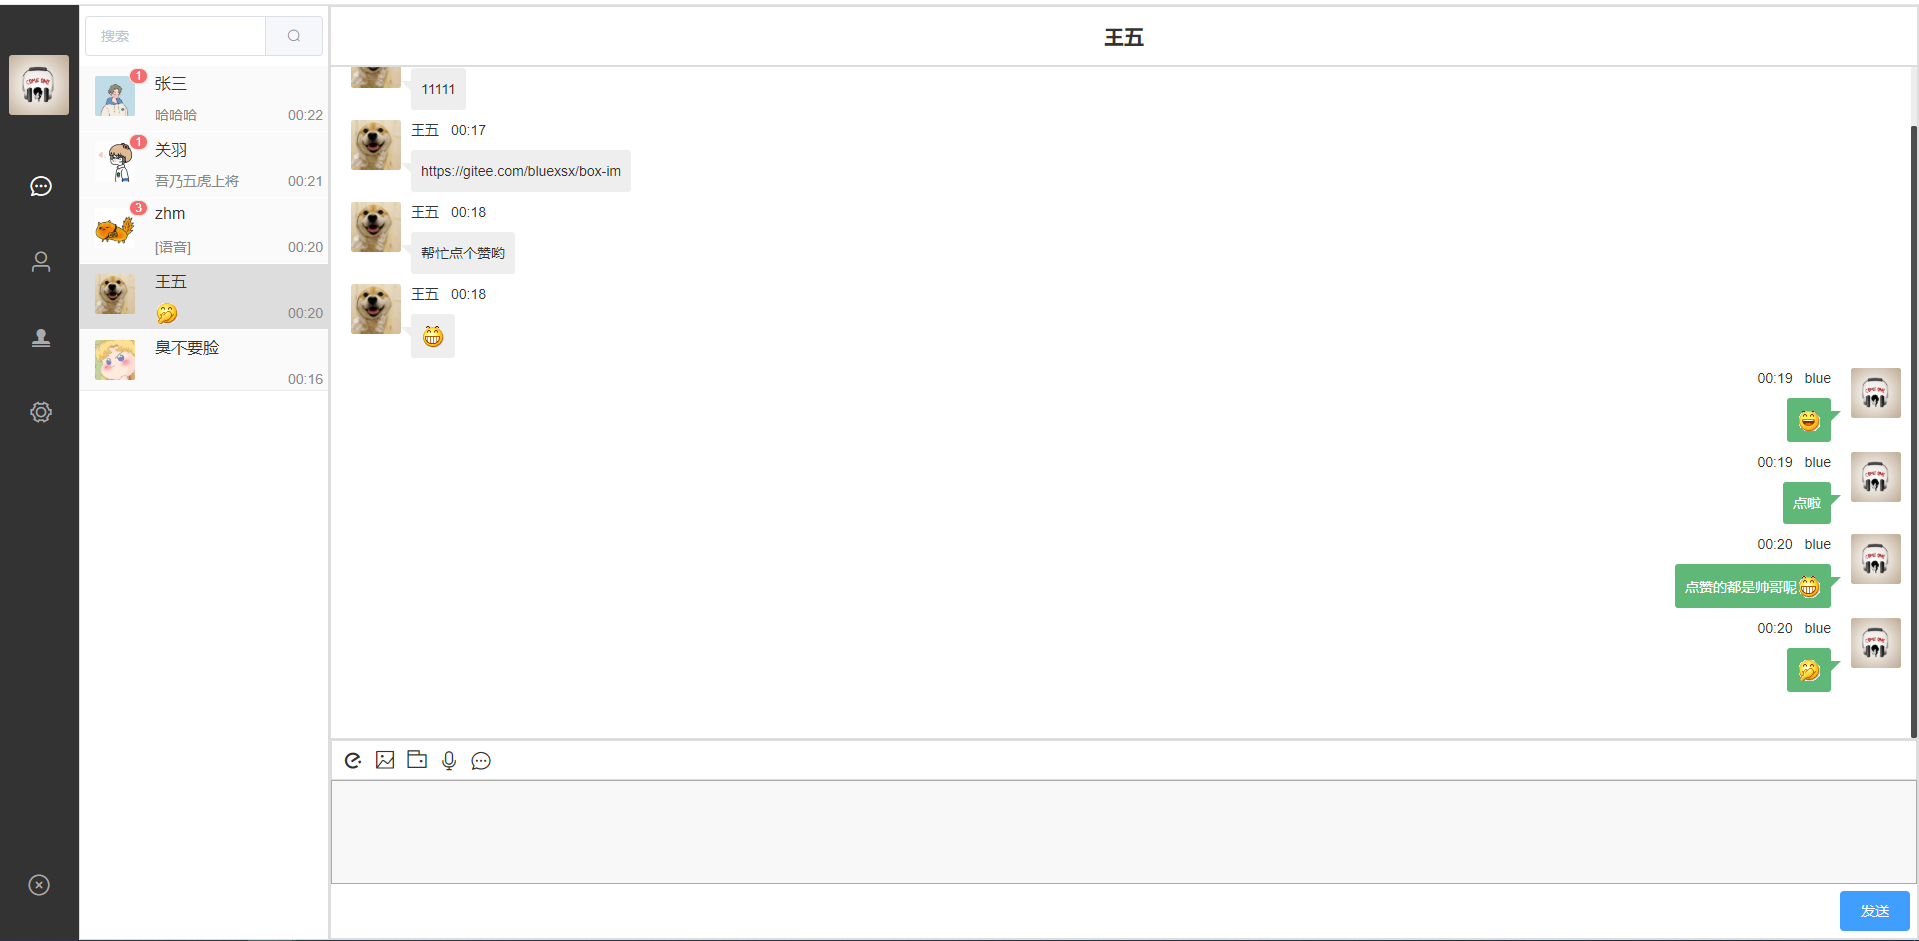 搜索
1
张三
哈哈哈 00:22
1
关羽
吾乃五虎上将 00:21
3
zhm
[语音] 00:20
王五
00:20
臭不要脸
00:16
王五
11111
王五 00:17
https://gitee.com/bluexsx/box-im
王五 00:18
帮忙点个赞哟
王五 00:18
00:19 blue
00:19 blue
点啦
00:20 blue
点赞的都是帅哥呢
00:20 blue
发送